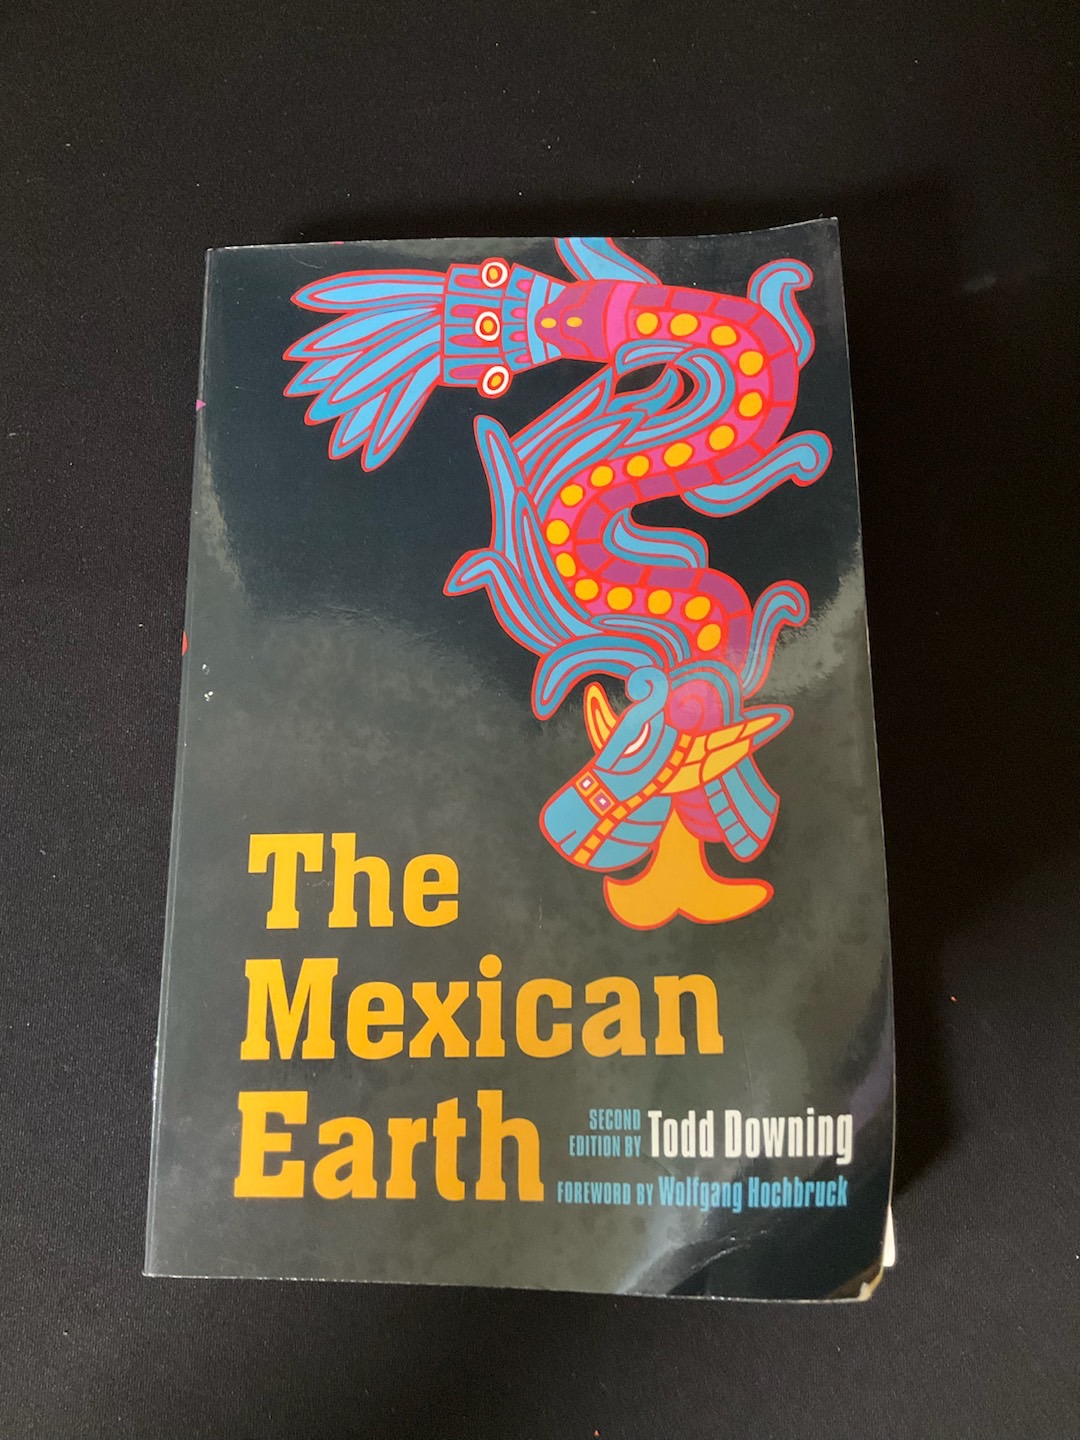 The
Mexican
Earth
SECOND
EDITION BY Todd Downing
FOREWORD BY Wolfgang Hochbruck